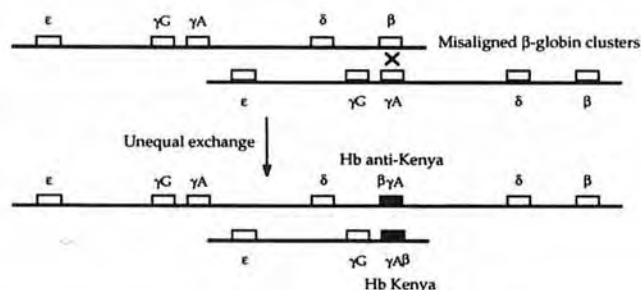 ε γG γA δ β
Misaligned β-globin clusters
ε γG γA δ β
Unequal exchange
Hb anti-Kenya
ε γG γA δ βγA δ β
ε γG γAβ
Hb Kenya